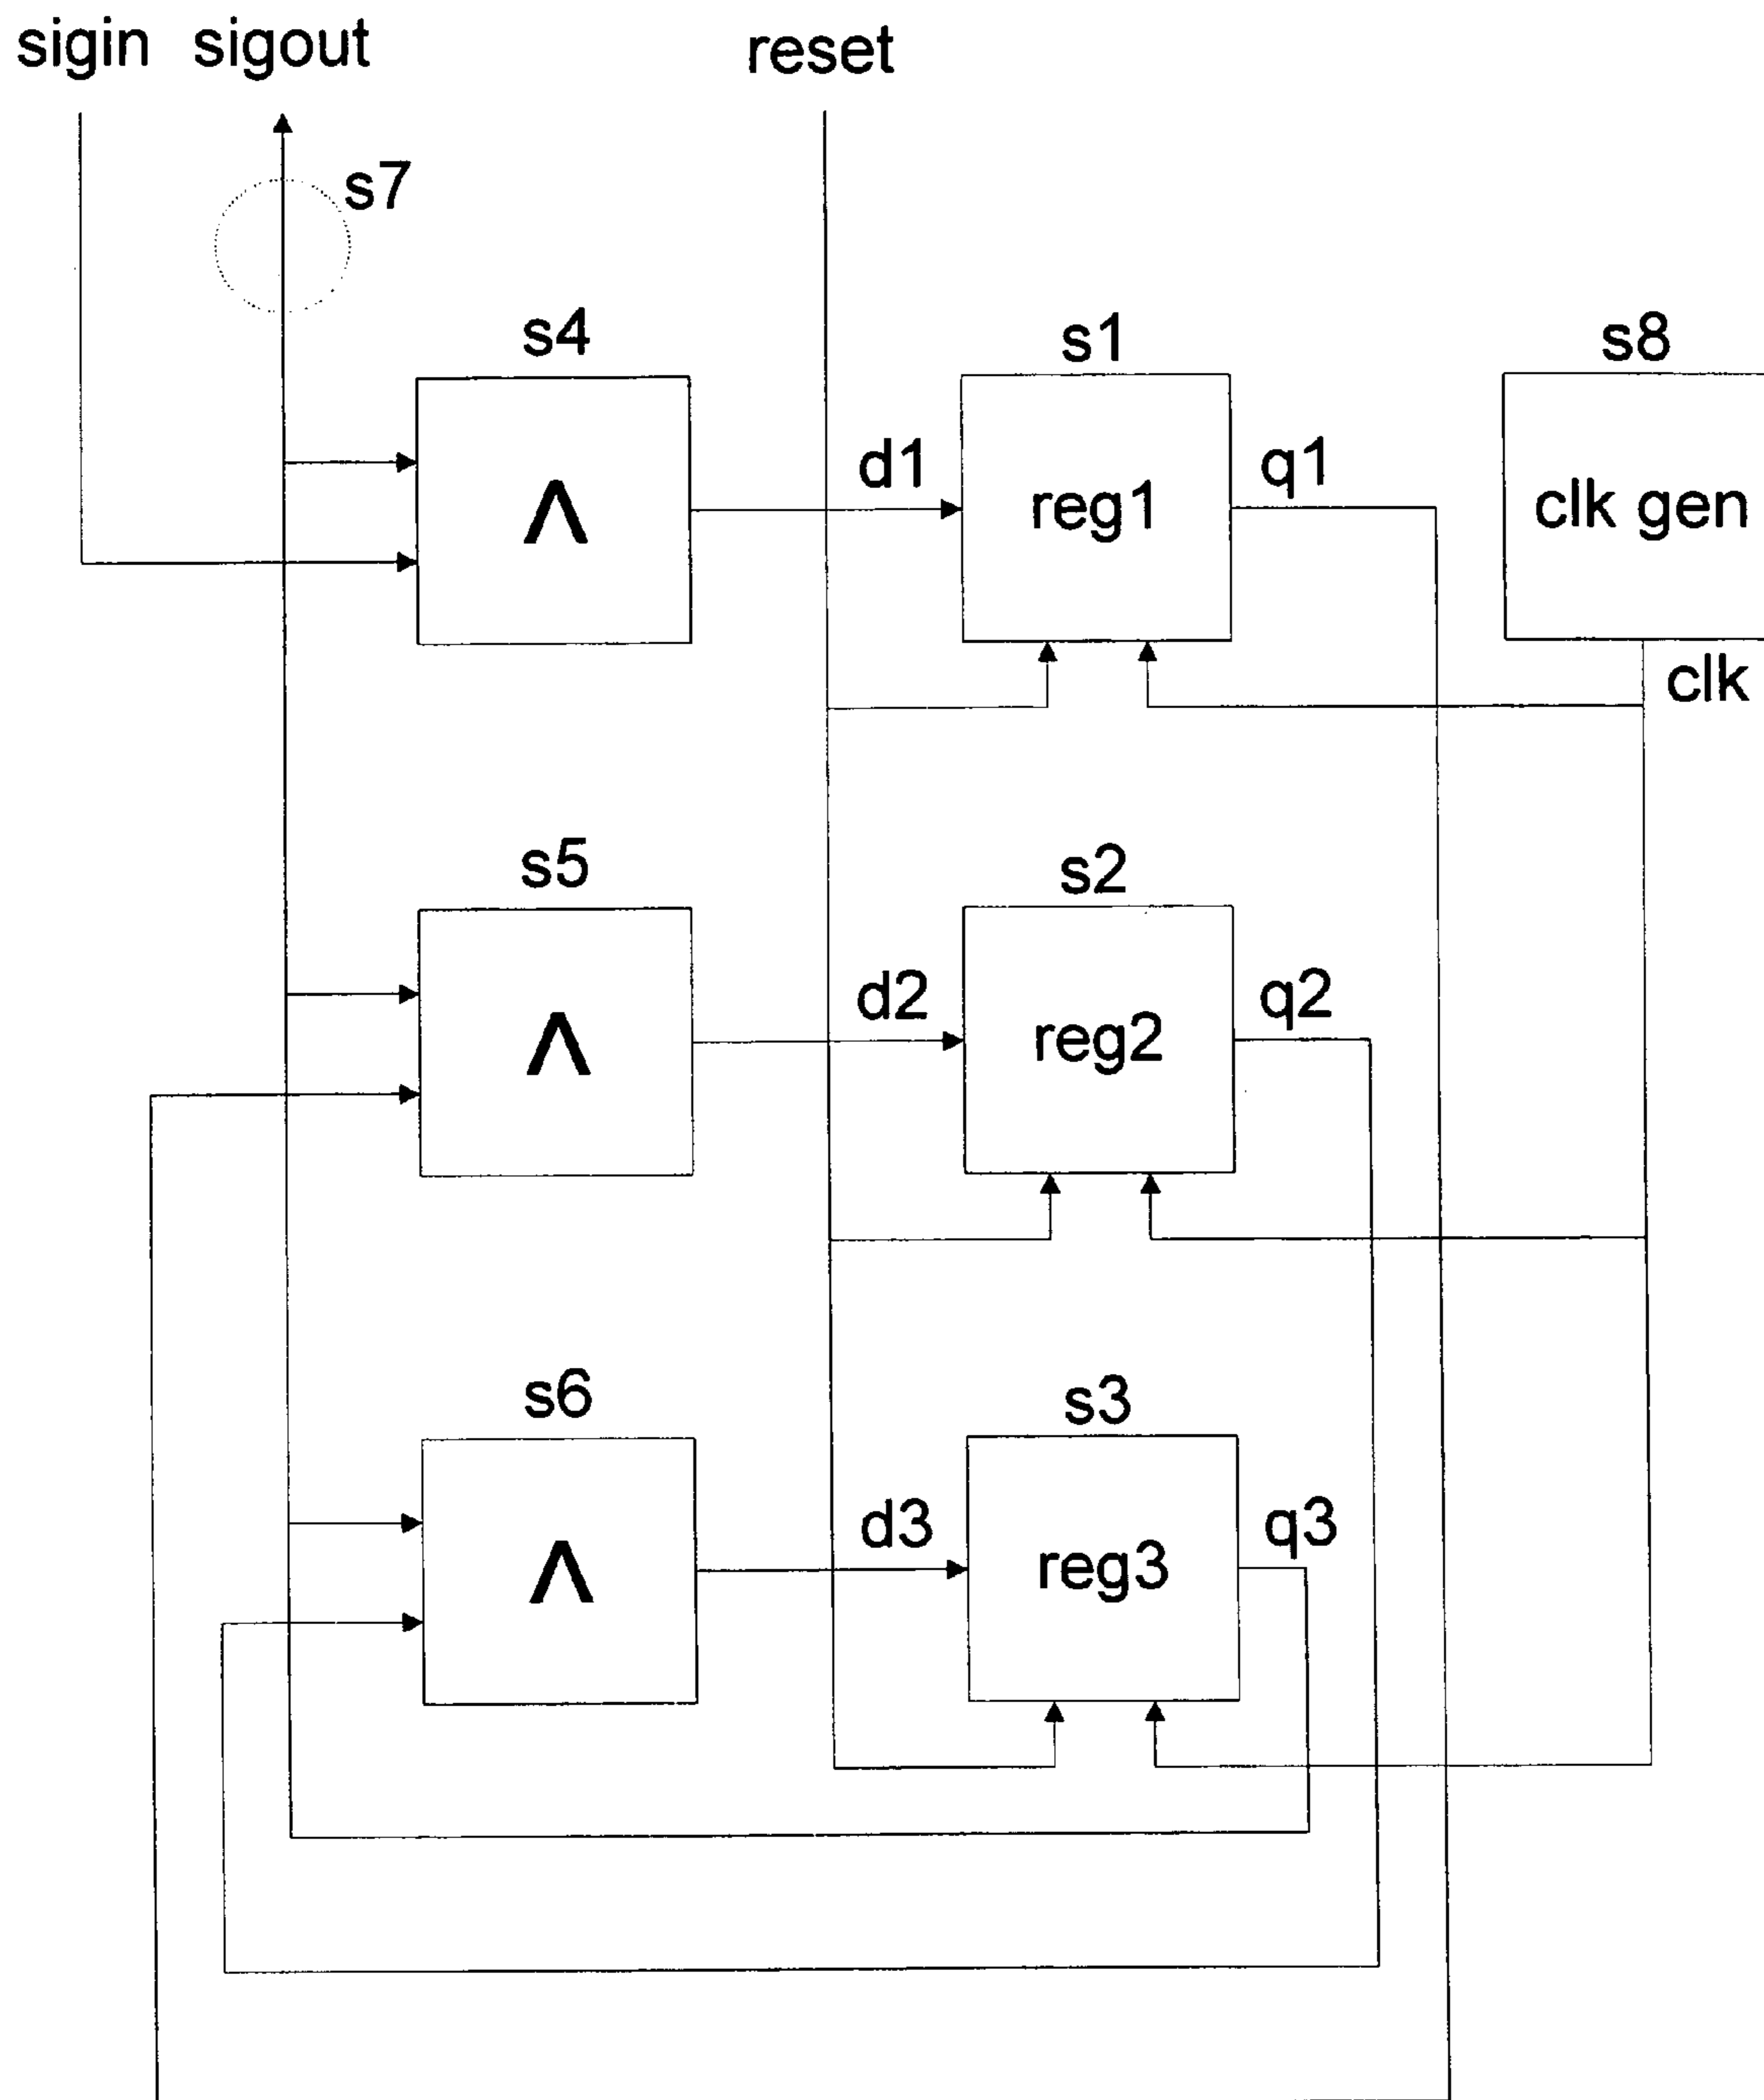 sigin sigout reset
s7
s4 s1 s8
d1 q1
∧ reg1 clk gen
clk
s5 s2
d2 q2
∧ reg2
s6 s3
d3 q3
∧ reg3